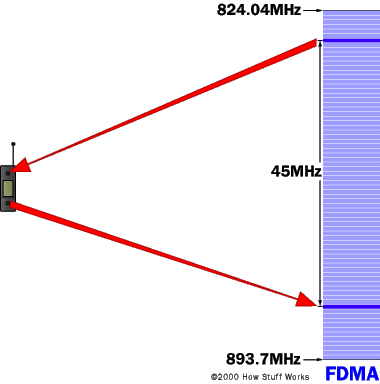 824.04MHz
45MHz
893.7MHz
©2000 How Stuff Works
FDMA